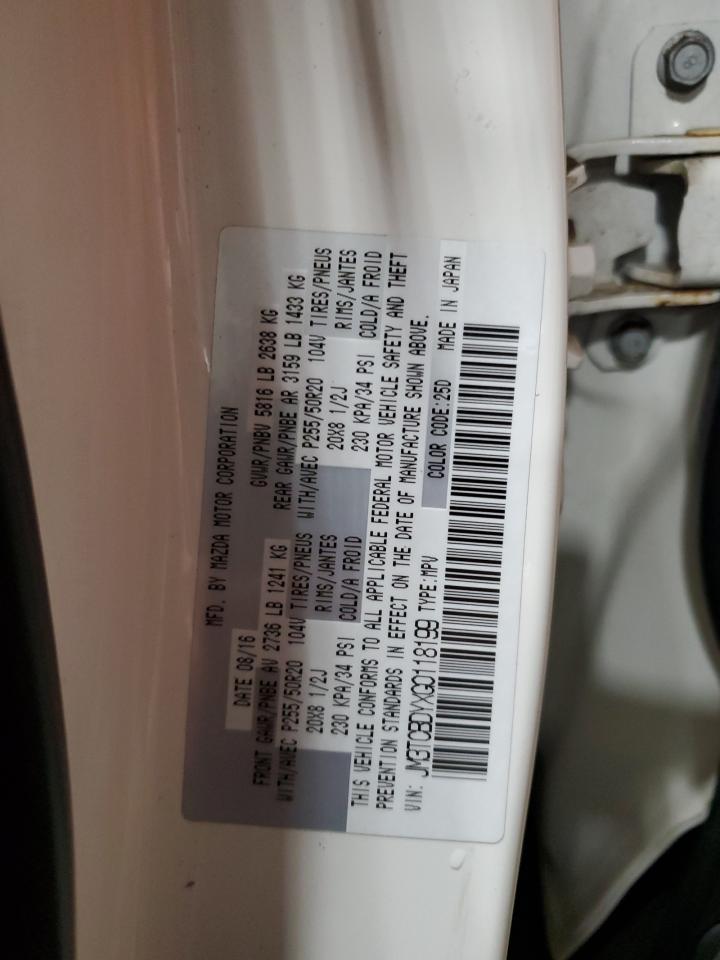 MFD. BY MAZDA MOTOR CORPORATION
DATE 08/16 GVWR/PNBV 5816 LB 2638 KG
FRONT GAWR/PNBE AV 2736 LB 1241 KG REAR GAWR/PNBE AR 3159 LB 1433 KG
WITH/AVEC P255/50R20 104V TIRES/PNEUS WITH/AVEC P255/50R20 104V TIRES/PNEUS
20X8 1/2J RIMS/JANTES 20X8 1/2J RIMS/JANTES
230 KPA/34 PSI COLD/A FROID 230 KPA/34 PSI COLD/A FROID
THIS VEHICLE CONFORMS TO ALL APPLICABLE FEDERAL MOTOR VEHICLE SAFETY AND THEFT
PREVENTION STANDARDS IN EFFECT ON THE DATE OF MANUFACTURE SHOWN ABOVE.
VIN: JM3TCBDYXG0118199 TYPE:MPV COLOR CODE:25D MADE IN JAPAN